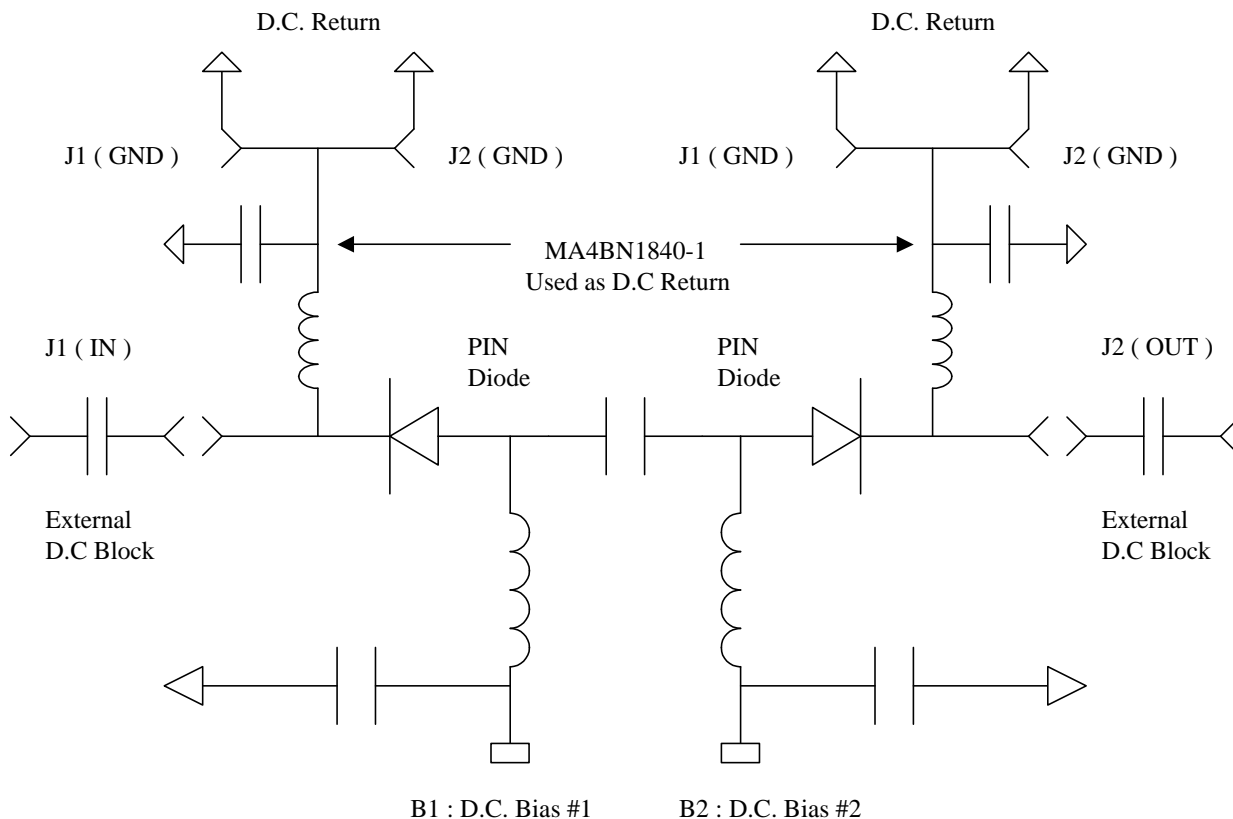 D.C. Return
D.C. Return
J1 ( GND )
J2 ( GND )
J1 ( GND )
J2 ( GND )
MA4BN1840-1
Used as D.C Return
J1 ( IN )
PIN
Diode
PIN
Diode
J2 ( OUT )
External
D.C Block
External
D.C Block
B1 : D.C. Bias #1
B2 : D.C. Bias #2